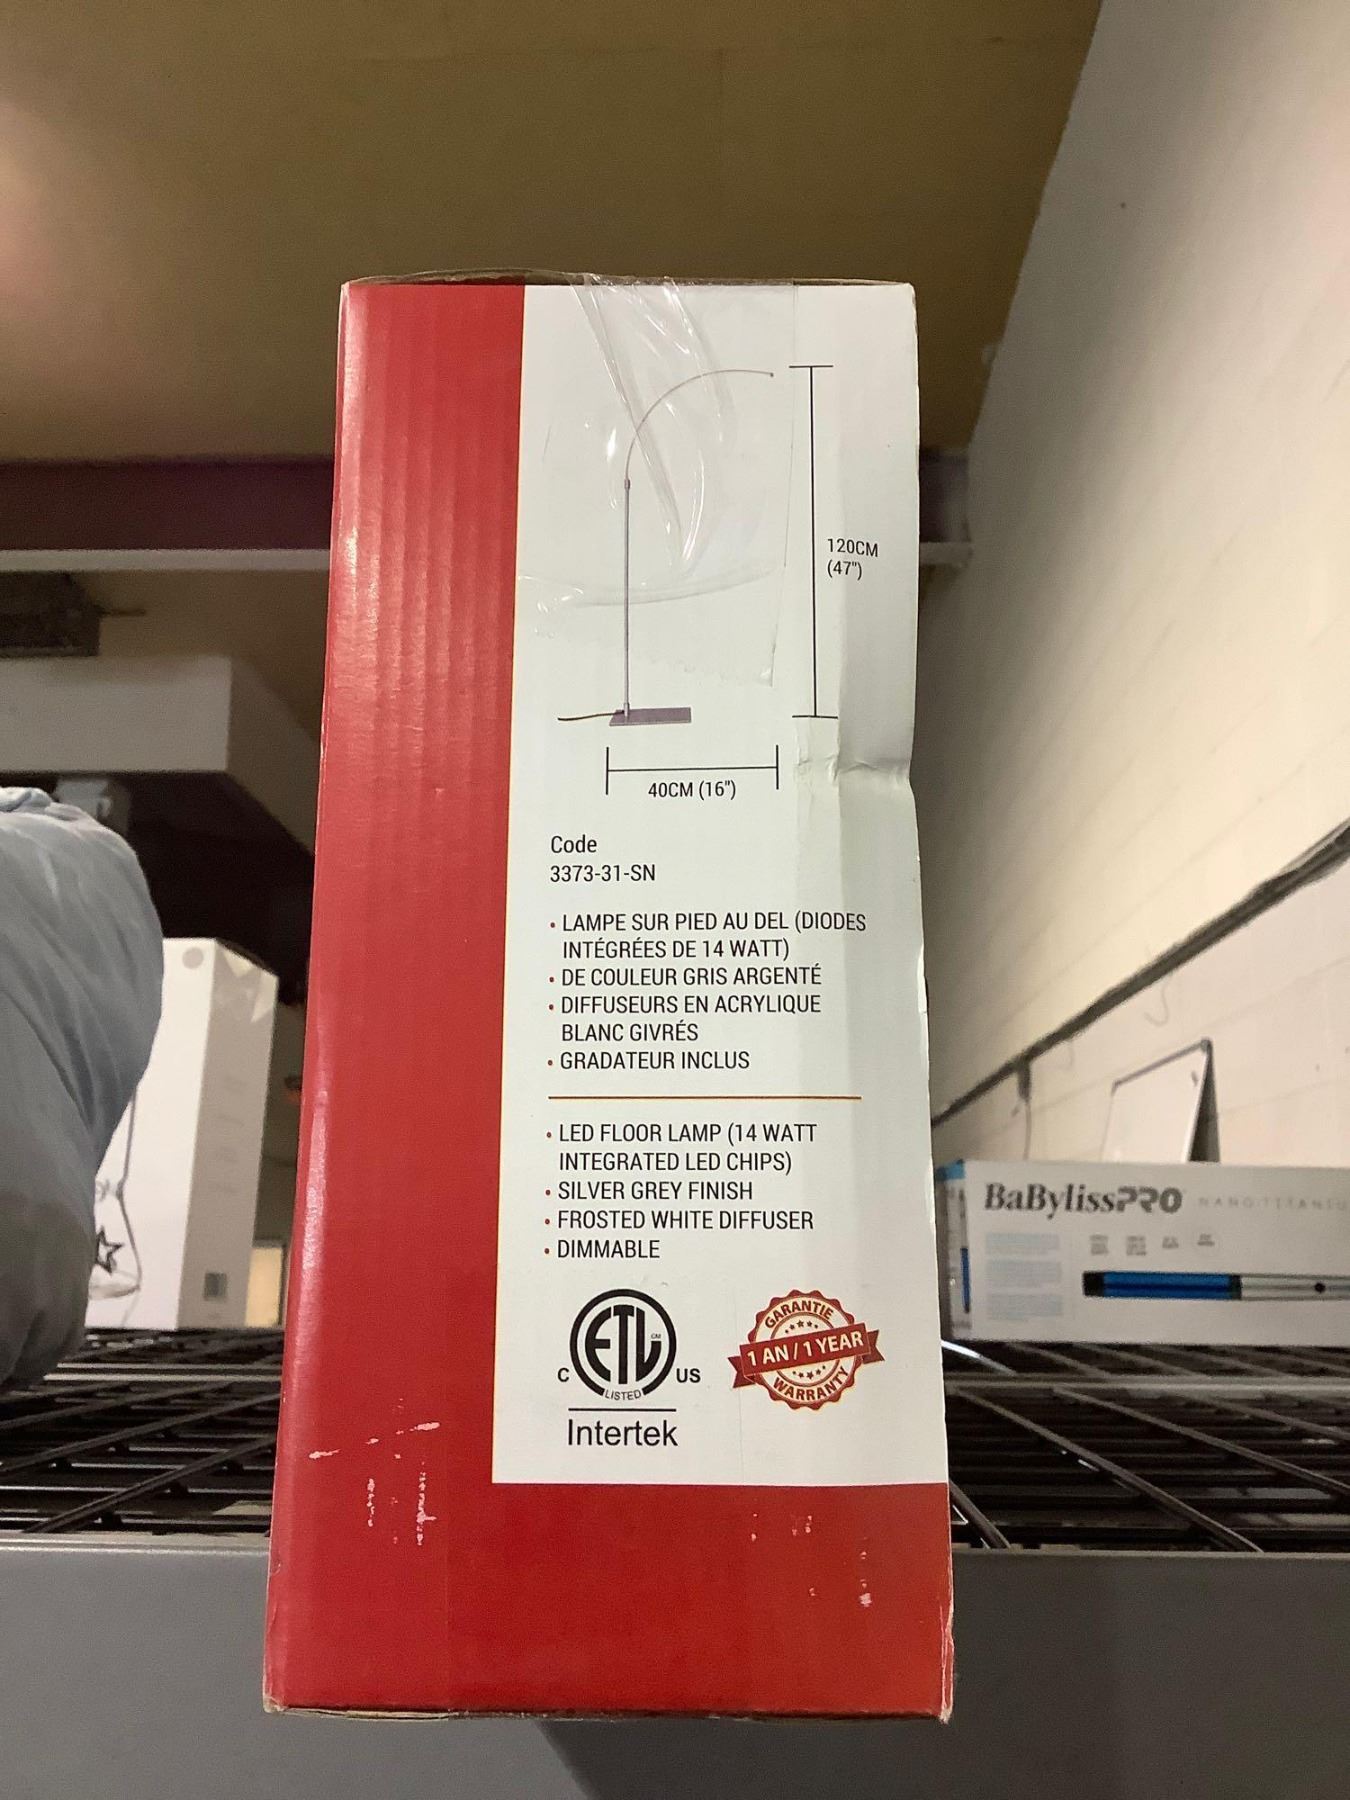 120CM
(47")
40CM (16")
Code
3373-31-SN
• LAMPE SUR PIED AU DEL (DIODES
INTÉGRÉES DE 14 WATT)
• DE COULEUR GRIS ARGENTÉ
• DIFFUSEURS EN ACRYLIQUE
BLANC GIVRÉS
• GRADATEUR INCLUS
• LED FLOOR LAMP (14 WATT
INTEGRATED LED CHIPS)
• SILVER GREY FINISH
• FROSTED WHITE DIFFUSER
• DIMMABLE
ETL CM
C US
LISTED
Intertek
GARANTIE
1 AN / 1 YEAR
WARRANTY
BaBylissPRO